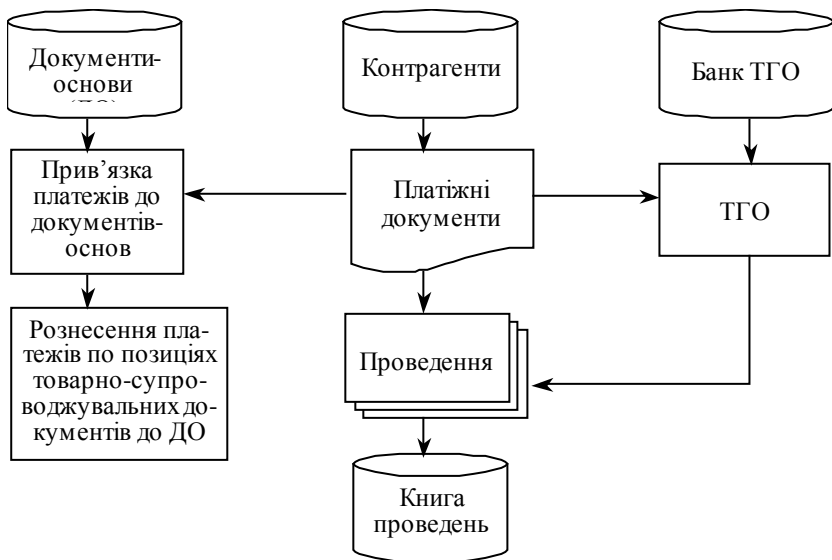 Документи-
основи
Контрагенти
Банк ТГО
Прив’язка
платежів до
документів-
основ
Платіжні
документи
ТГО
Рознесення пла-
тежів по позиціях
товарно-супро-
воджувальних до-
кументів до ДО
Проведення
Книга
проведень